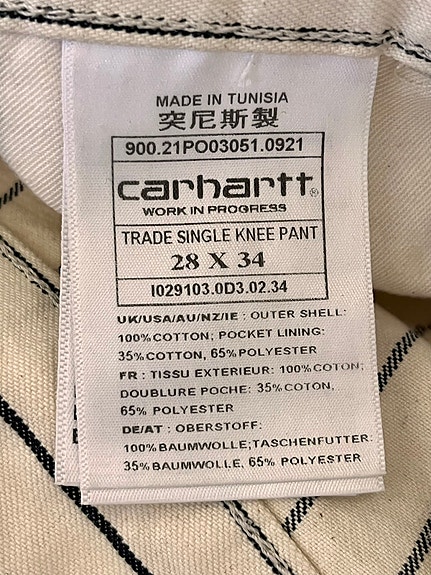 MADE IN TUNISIA
突尼斯製
900.21PO03051.0921
carhartt®
WORK IN PROGRESS
TRADE SINGLE KNEE PANT
28 X 34
I029103.0D3.02.34
UK/USA/AU/NZ/IE : OUTER SHELL:
100%COTTON; POCKET LINING:
35%COTTON, 65%POLYESTER
FR : TISSU EXTERIEUR: 100%COTON;
DOUBLURE POCHE: 35%COTON,
65% POLYESTER
DE/AT : OBERSTOFF:
100%BAUMWOLLE;TASCHENFUTTER:
35%BAUMWOLLE, 65% POLYESTER